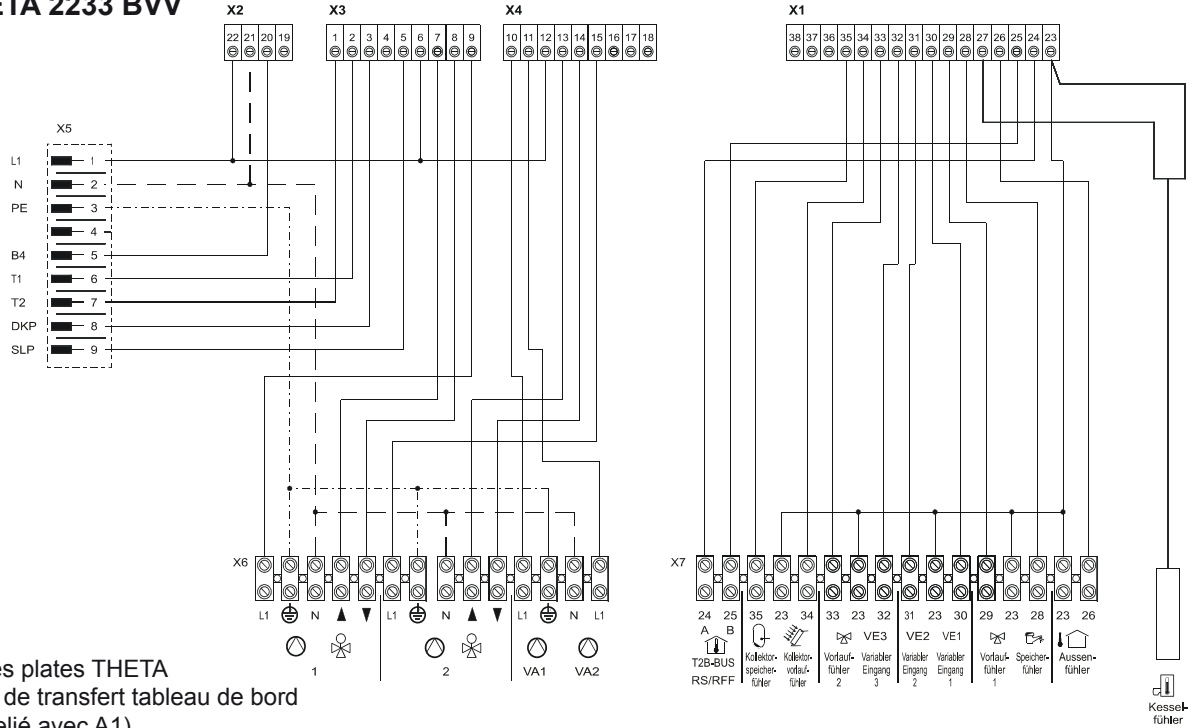 ETA 2233 BVV
X2 X3 X4 X1
22 21 20 19 1 2 3 4 5 6 7 8 9 10 11 12 13 14 15 16 17 18 38 37 36 35 34 33 32 31 30 29 28 27 26 25 24 23
X5
L1 1
N 2
PE 3
4
B4 5
T1 6
T2 7
DKP 8
SLP 9
X6 X7
L1 N ▲ ▼ L1 N ▲ ▼ L1 N L1
1 2 VA1 VA2
24 25 35 23 34 33 23 32 31 23 30 29 23 28 23 26
A B VE3 VE2 VE1
T2B-BUS
RS/RFF
Kollektor-
speicher-
fühler
Kollektor-
vorlauf-
fühler
Vorlauf-
fühler
2
Variabler
Eingang
3
Variabler
Eingang
2
Variabler
Eingang
1
Vorlauf-
fühler
1
Speicher-
fühler
Aussen-
fühler
Kessel-
fühler
es plates THETA
de transfert tableau de bord
elié avec A1)